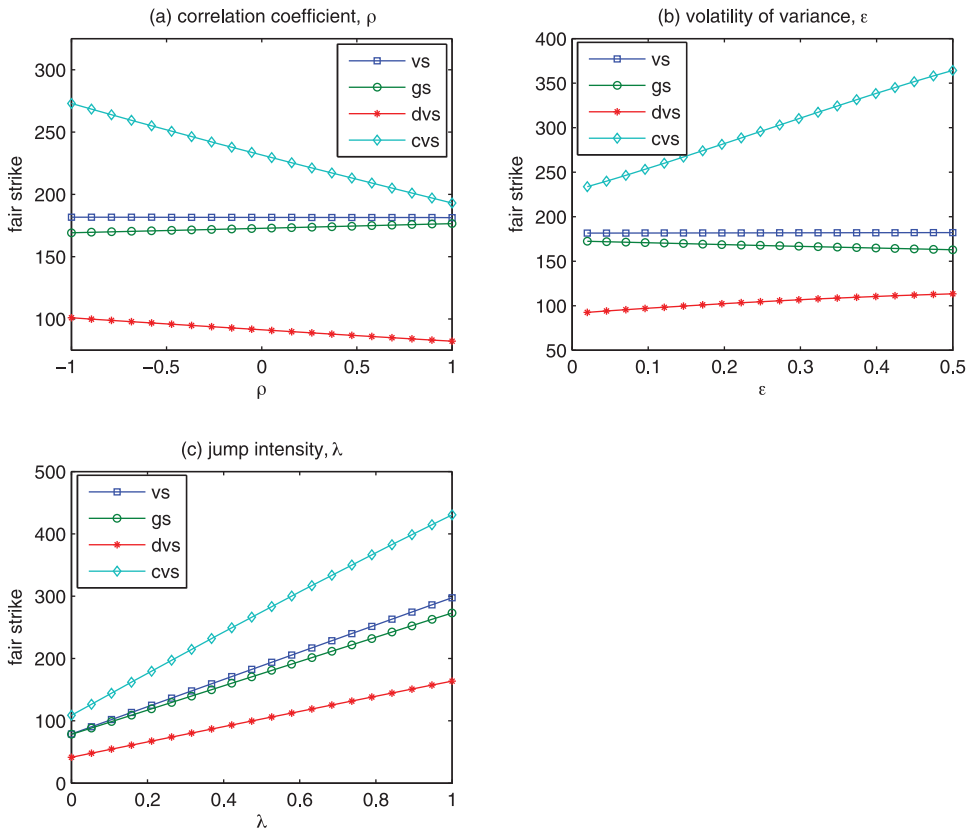 (a) correlation coefficient, ρ
300
250
200
150
100
fair strike
−1 −0.5 0 0.5 1
ρ
vs
gs
dvs
cvs
(b) volatility of variance, ε
400
350
300
250
200
150
100
50
fair strike
0 0.1 0.2 0.3 0.4 0.5
ε
vs
gs
dvs
cvs
(c) jump intensity, λ
500
400
300
200
100
0
fair strike
0 0.2 0.4 0.6 0.8 1
λ
vs
gs
dvs
cvs